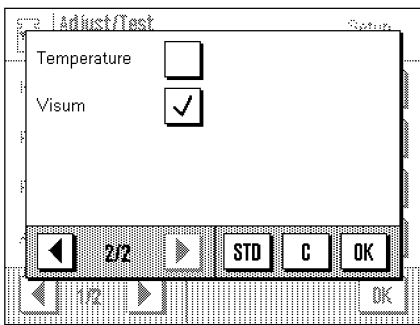 Adjust/Test Setup
Temperature
Visum
2/2 STD C OK
1/2 OK